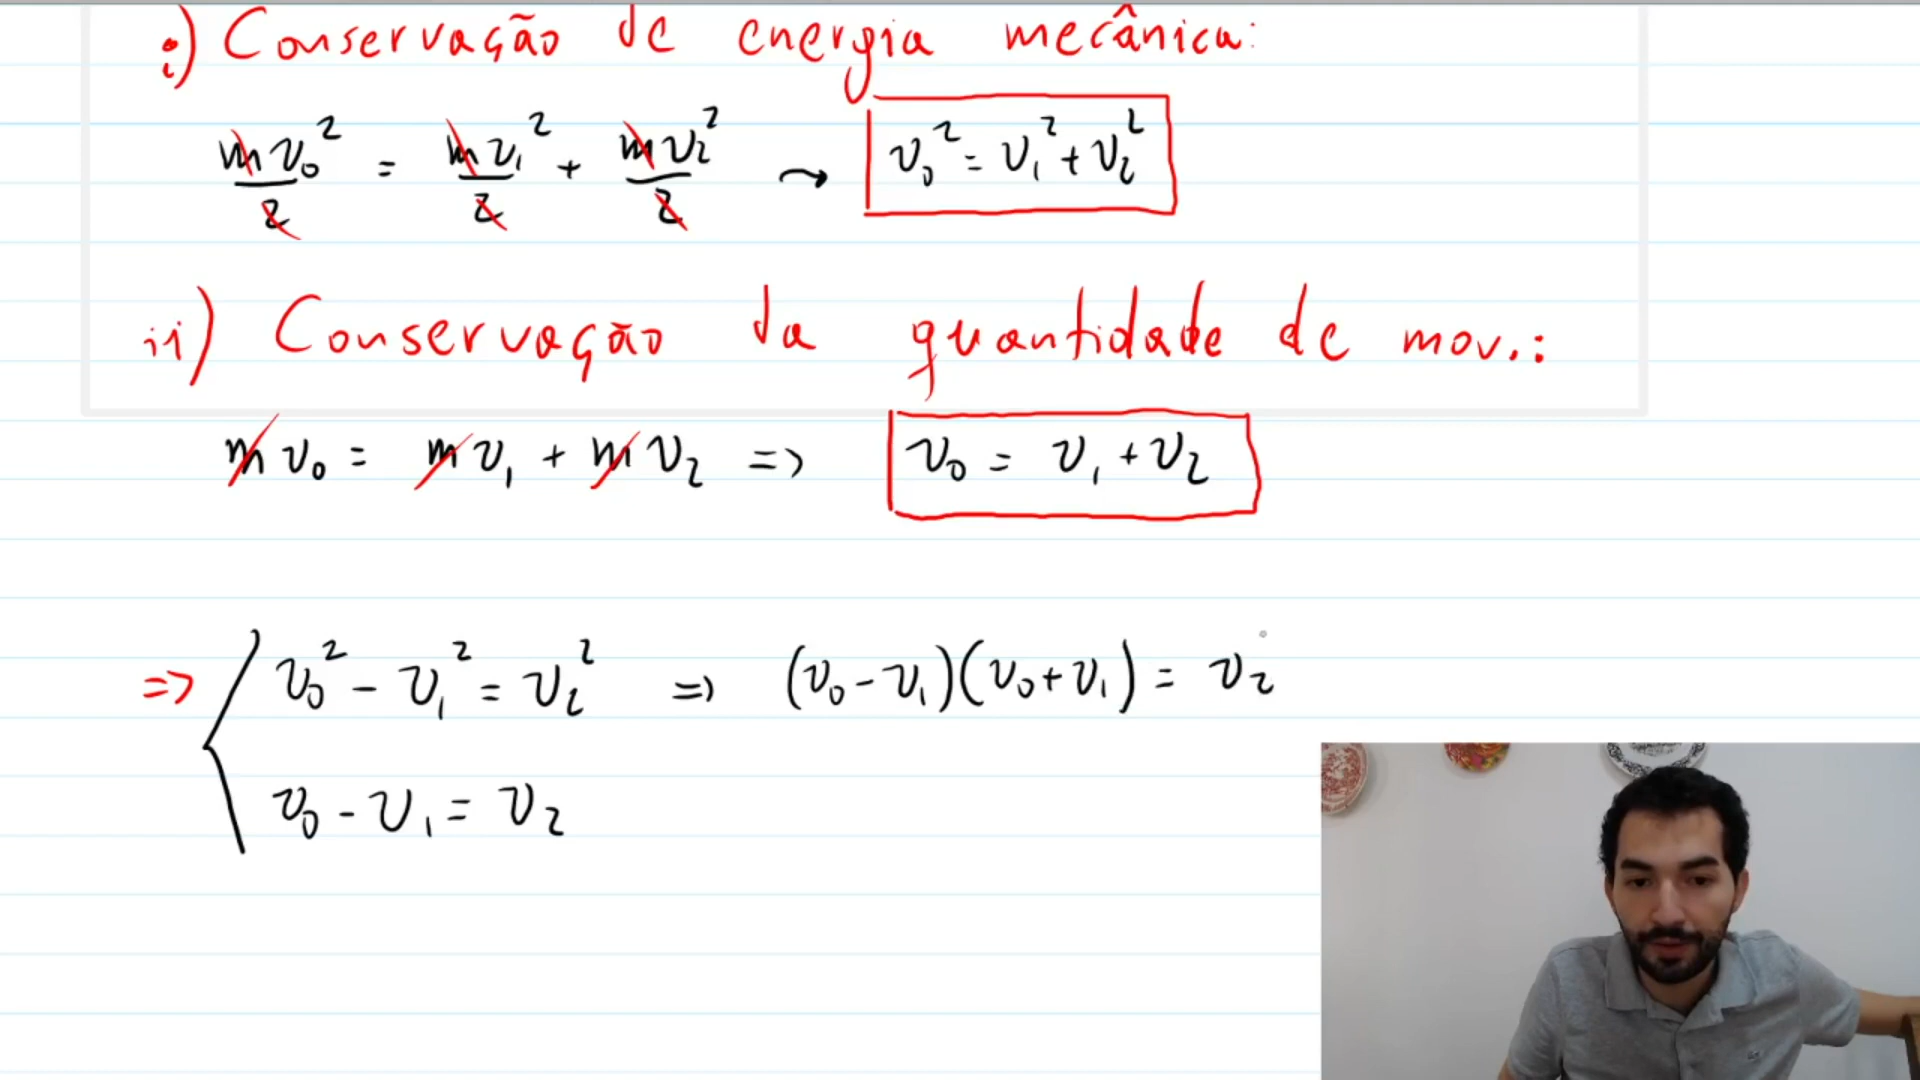 i) Conservação de energia mecânica:
mv₀²/2 = mv₁²/2 + mv₂²/2 ⤳ v₀² = v₁² + v₂²
ii) Conservação da quantidade de mov.:
mv₀ = mv₁ + mv₂ => v₀ = v₁ + v₂
=> { v₀² - v₁² = v₂² => (v₀ - v₁)(v₀ + v₁) = v₂
v₀ - v₁ = v₂